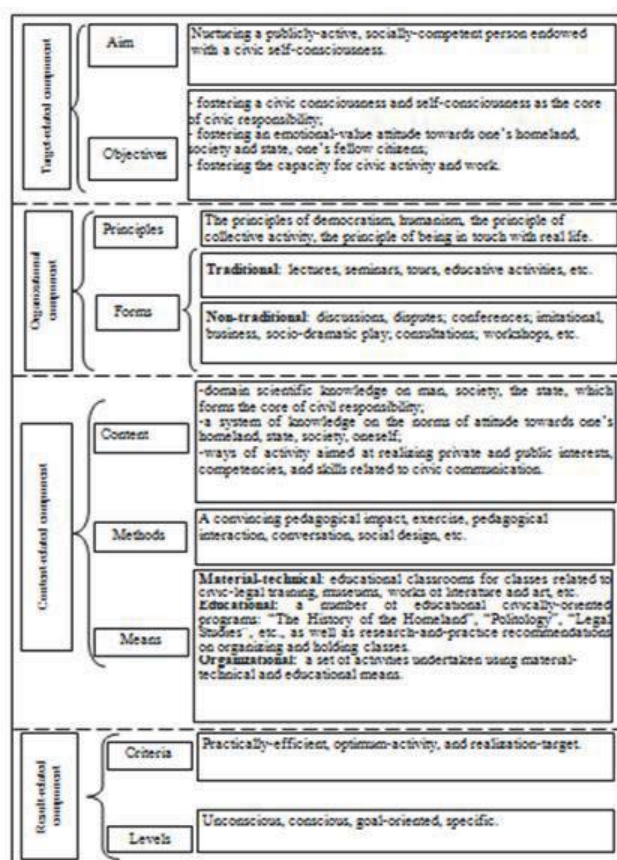 Target-related component
Aim
Nurturing a publicly-active, socially-competent person endowed
with a civic self-consciousness.
Objectives
- fostering a civic consciousness and self-consciousness as the core
of civic responsibility;
- fostering an emotional-value attitude towards one's homeland,
society and state, one's fellow citizens;
- fostering the capacity for civic activity and work.
Organizational
component
Principles
The principles of democratism, humanism, the principle of
collective activity, the principle of being in touch with real life.
Forms
Traditional: lectures, seminars, tours, educative activities, etc.
Non-traditional: discussions, disputes; conferences; imitational,
business, socio-dramatic play; consultations; workshops, etc.
Content-related component
Content
-domain scientific knowledge on man, society, the state, which
forms the core of civil responsibility;
-a system of knowledge on the norms of attitude towards one's
homeland, state, society, oneself;
-ways of activity aimed at realizing private and public interests,
competencies, and skills related to civic communication.
Methods
A convincing pedagogical impact, exercise, pedagogical
interaction, conversation, social design, etc.
Means
Material-technical: educational classrooms for classes related to
civic-legal training, museums, works of literature and art, etc.
Educational: a number of educational civically-oriented
programs: "The History of the Homeland", "Politology", "Legal
Studies", etc., as well as research-and-practice recommendations
on organizing and holding classes.
Organizational: a set of activities undertaken using material-
technical and educational means.
Result-related
component
Criteria
Practically-efficient, optimum-activity, and realization-target.
Levels
Unconscious, conscious, goal-oriented, specific.